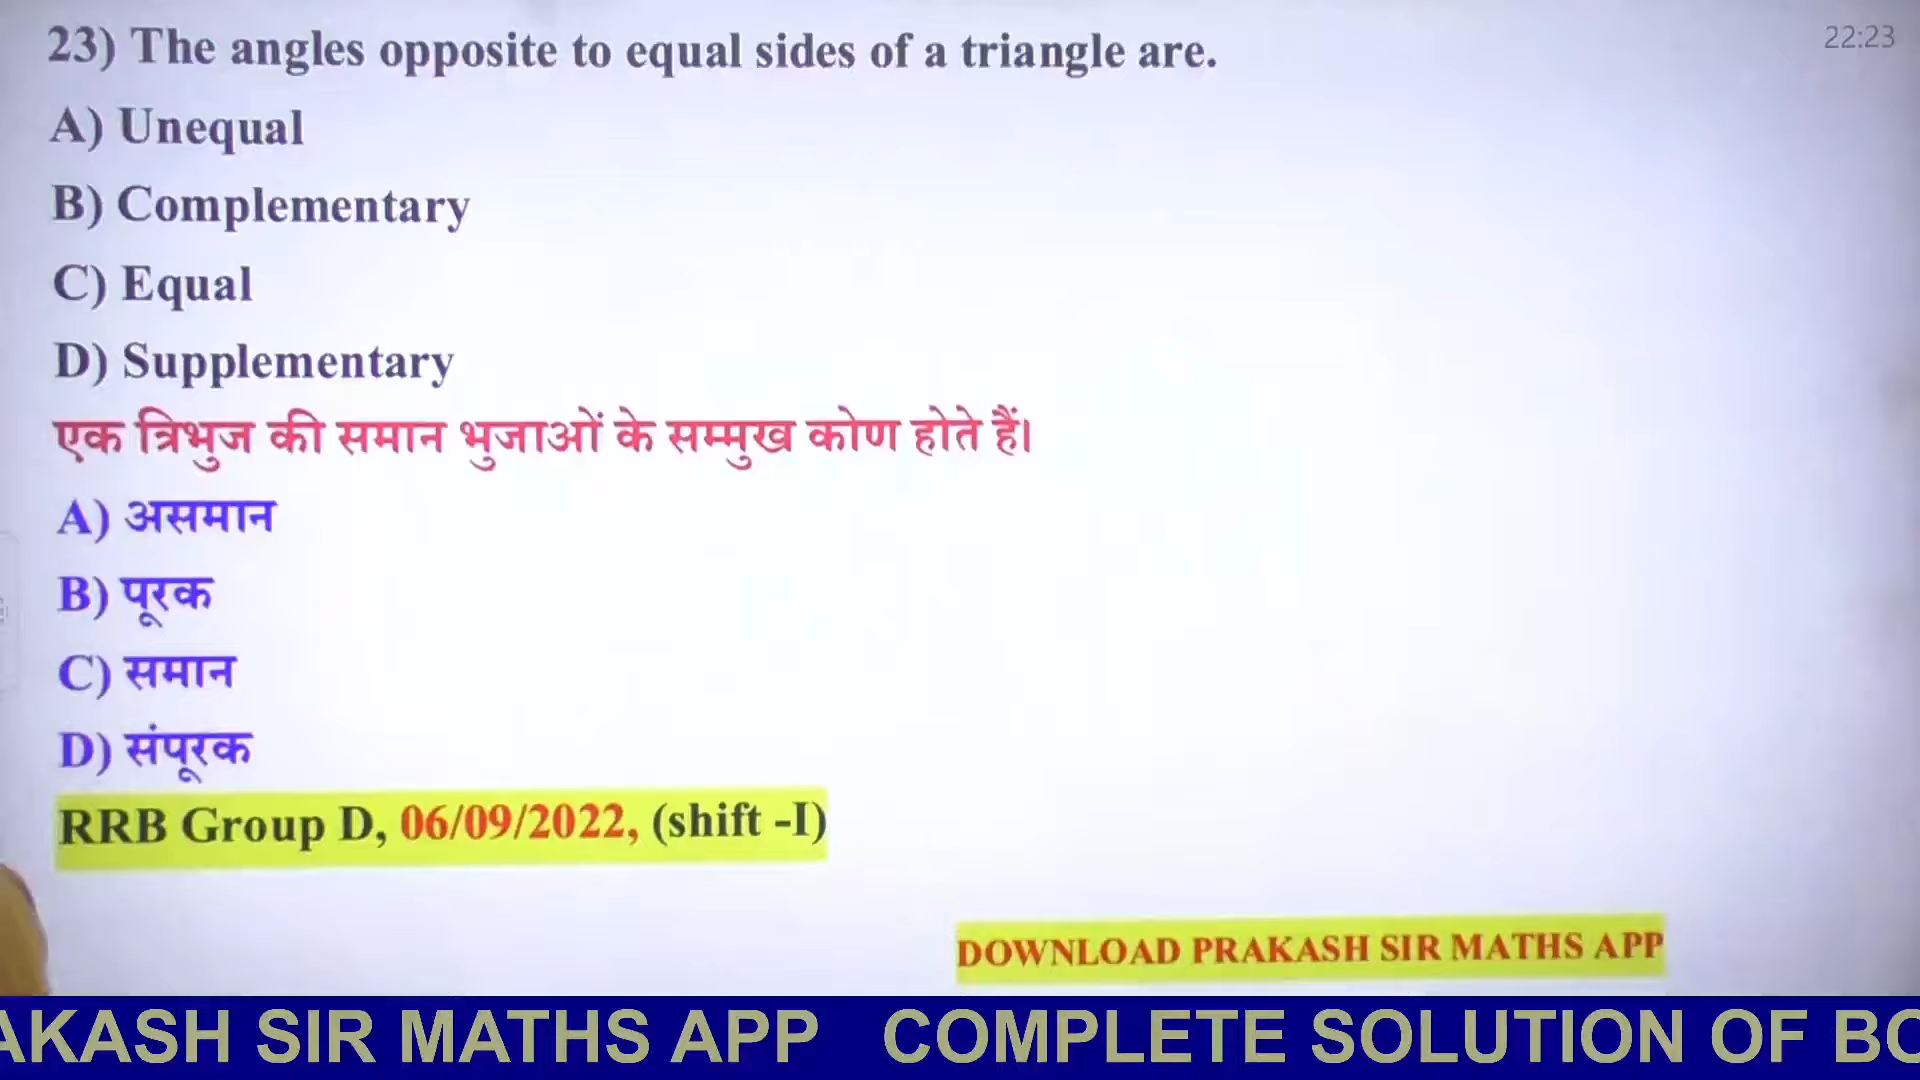 23) The angles opposite to equal sides of a triangle are.
22:23
A) Unequal
B) Complementary
C) Equal
D) Supplementary
एक त्रिभुज की समान भुजाओं के सम्मुख कोण होते हैं।
A) असमान
B) पूरक
C) समान
D) संपूरक
RRB Group D, 06/09/2022, (shift -I)
DOWNLOAD PRAKASH SIR MATHS APP
AKASH SIR MATHS APP COMPLETE SOLUTION OF BO